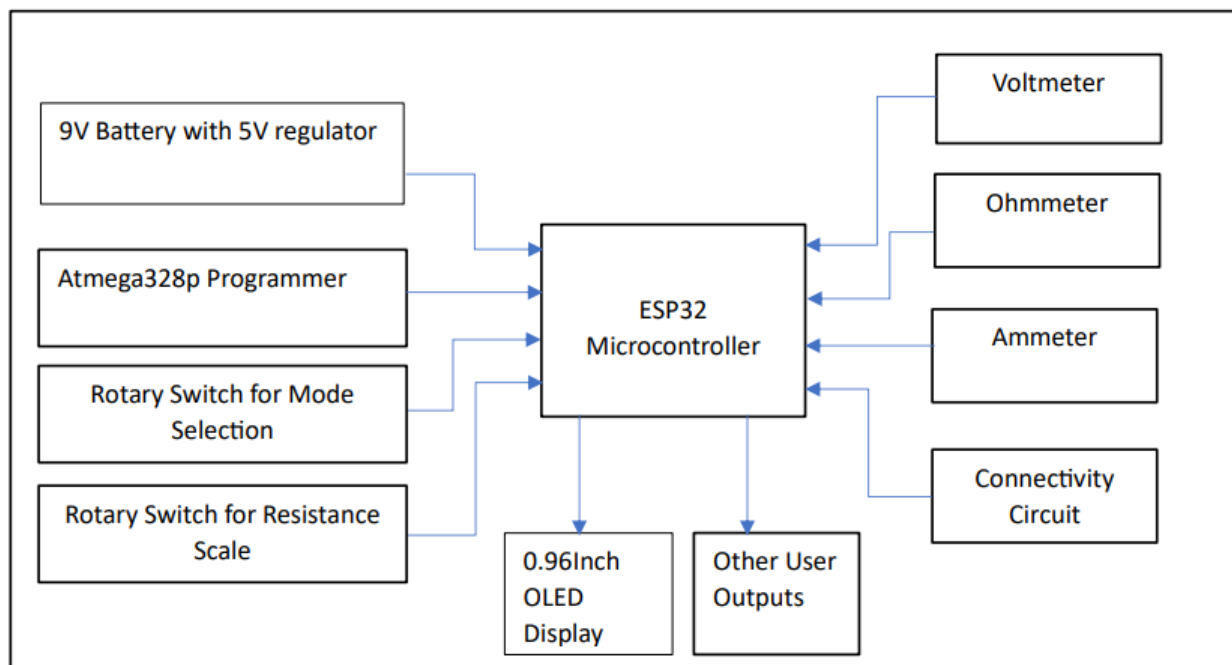 9V Battery with 5V regulator
Atmega328p Programmer
Rotary Switch for Mode
Selection
Rotary Switch for Resistance
Scale
ESP32
Microcontroller
0.96Inch
OLED
Display
Other User
Outputs
Voltmeter
Ohmmeter
Ammeter
Connectivity
Circuit